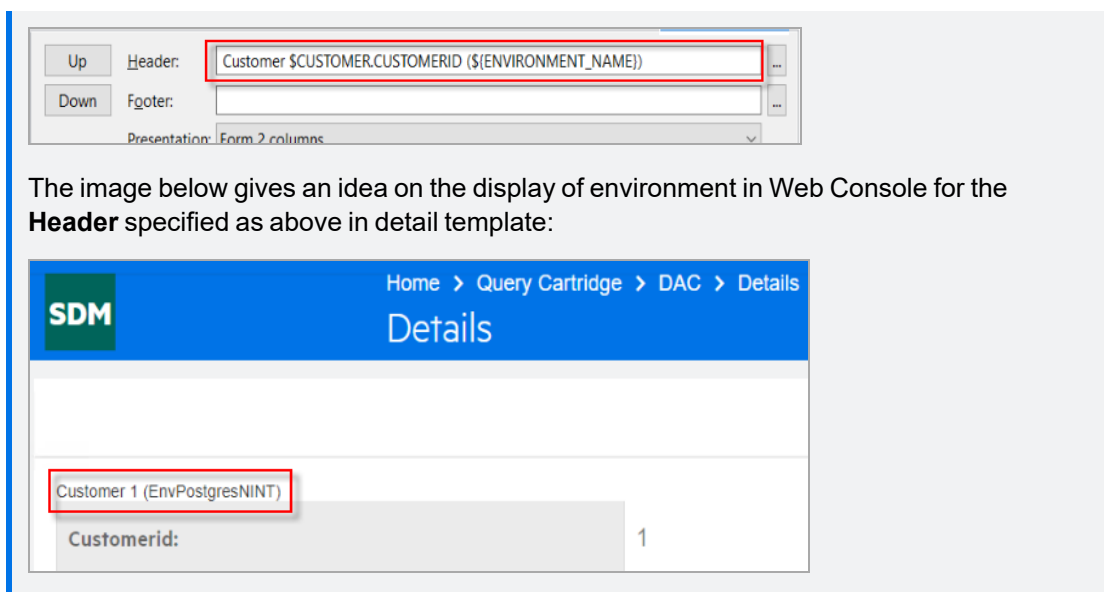 Up Header: Customer $CUSTOMER.CUSTOMERID (${ENVIRONMENT_NAME}) ...
Down Footer: ...
Presentation: Form 2 columns
The image below gives an idea on the display of environment in Web Console for the
Header specified as above in detail template:
Home > Query Cartridge > DAC > Details
SDM
Details
Customer 1 (EnvPostgresNINT)
Customerid: 1